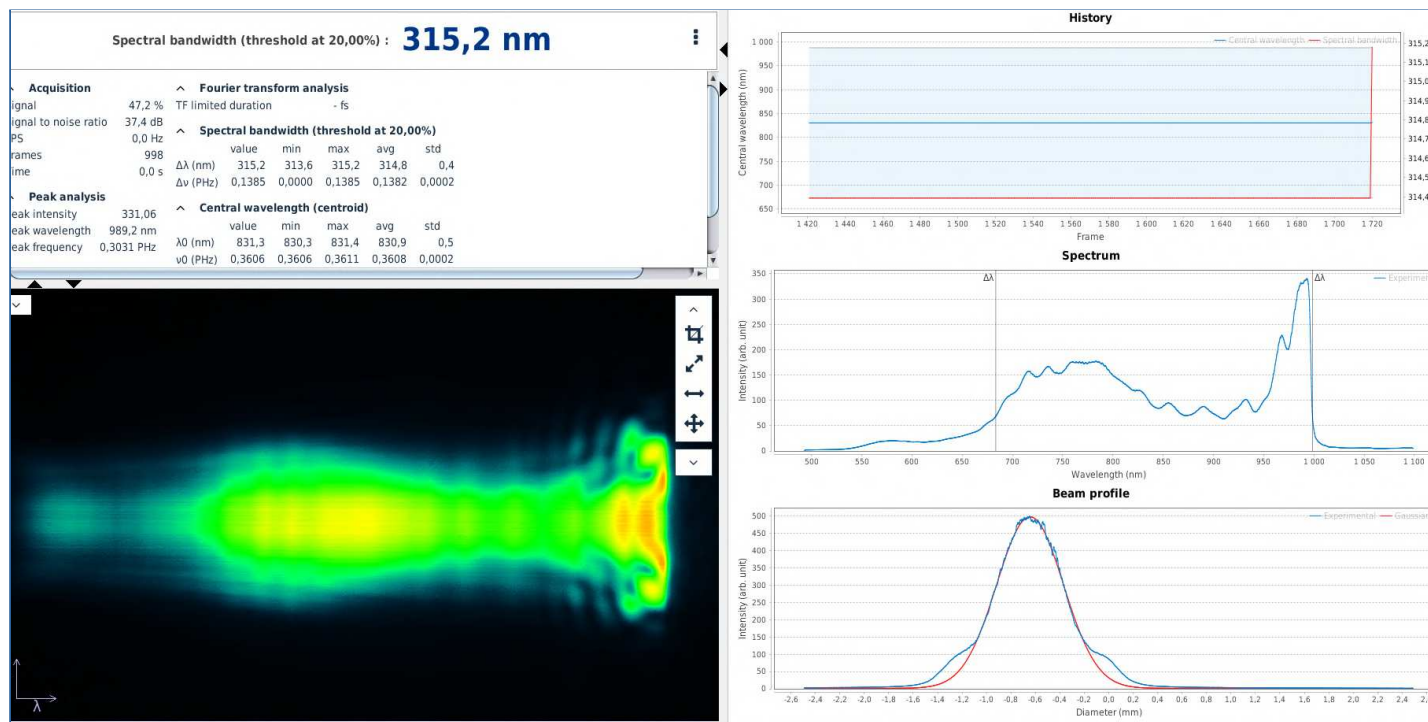 Spectral bandwidth (threshold at 20,00%) : 315,2 nm
Acquisition
ignal 47,2 %
ignal to noise ratio 37,4 dB
PS 0,0 Hz
rames 998
ime 0,0 s
Peak analysis
eak intensity 331,06
eak wavelength 989,2 nm
eak frequency 0,3031 PHz
Fourier transform analysis
TF limited duration - fs
Spectral bandwidth (threshold at 20,00%)
value min max avg std
Δλ (nm) 315,2 313,6 315,2 314,8 0,4
Δν (PHz) 0,1385 0,0000 0,1385 0,1382 0,0002
Central wavelength (centroid)
value min max avg std
λ0 (nm) 831,3 830,3 831,4 830,9 0,5
ν0 (PHz) 0,3606 0,3606 0,3611 0,3608 0,0002
λ
History
Central wavelength Spectral bandwidth
Central wavelength (nm)
1 000
950
900
850
800
750
700
650
315,2
315,1
315,0
314,9
314,8
314,7
314,6
314,5
314,4
1 420 1 440 1 460 1 480 1 500 1 520 1 540 1 560 1 580 1 600 1 620 1 640 1 660 1 680 1 700 1 720
Frame
Spectrum
Δλ Δλ Experimen
Intensity (arb. unit)
350
300
250
200
150
100
50
0
500 550 600 650 700 750 800 850 900 950 1 000 1 050 1 100
Wavelength (nm)
Beam profile
Experimental Gaussian
Intensity (arb. unit)
500
450
400
350
300
250
200
150
100
50
0
-2,6 -2,4 -2,2 -2,0 -1,8 -1,6 -1,4 -1,2 -1,0 -0,8 -0,6 -0,4 -0,2 0,0 0,2 0,4 0,6 0,8 1,0 1,2 1,4 1,6 1,8 2,0 2,2 2,4 2,6
Diameter (mm)